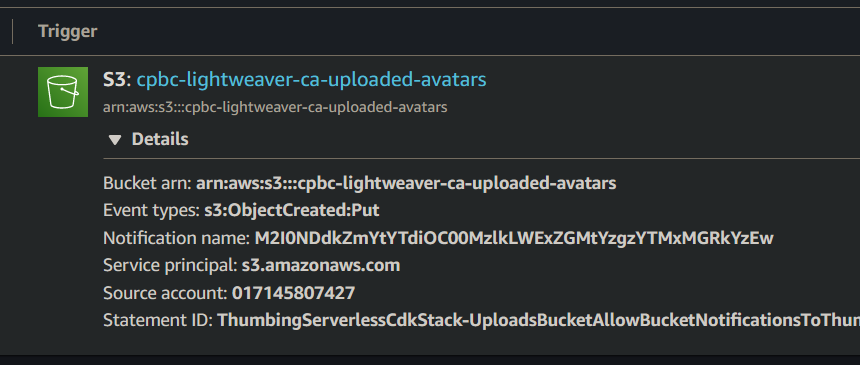 Trigger
S3: cpbc-lightweaver-ca-uploaded-avatars
arn:aws:s3:::cpbc-lightweaver-ca-uploaded-avatars
Details
Bucket arn: arn:aws:s3:::cpbc-lightweaver-ca-uploaded-avatars
Event types: s3:ObjectCreated:Put
Notification name: M2I0NDdkZmYtYTdiOC00MzlkLWExZGMtYzgzYTMxMGRkYzEw
Service principal: s3.amazonaws.com
Source account: 017145807427
Statement ID: ThumbingServerlessCdkStack-UploadsBucketAllowBucketNotificationsToThum